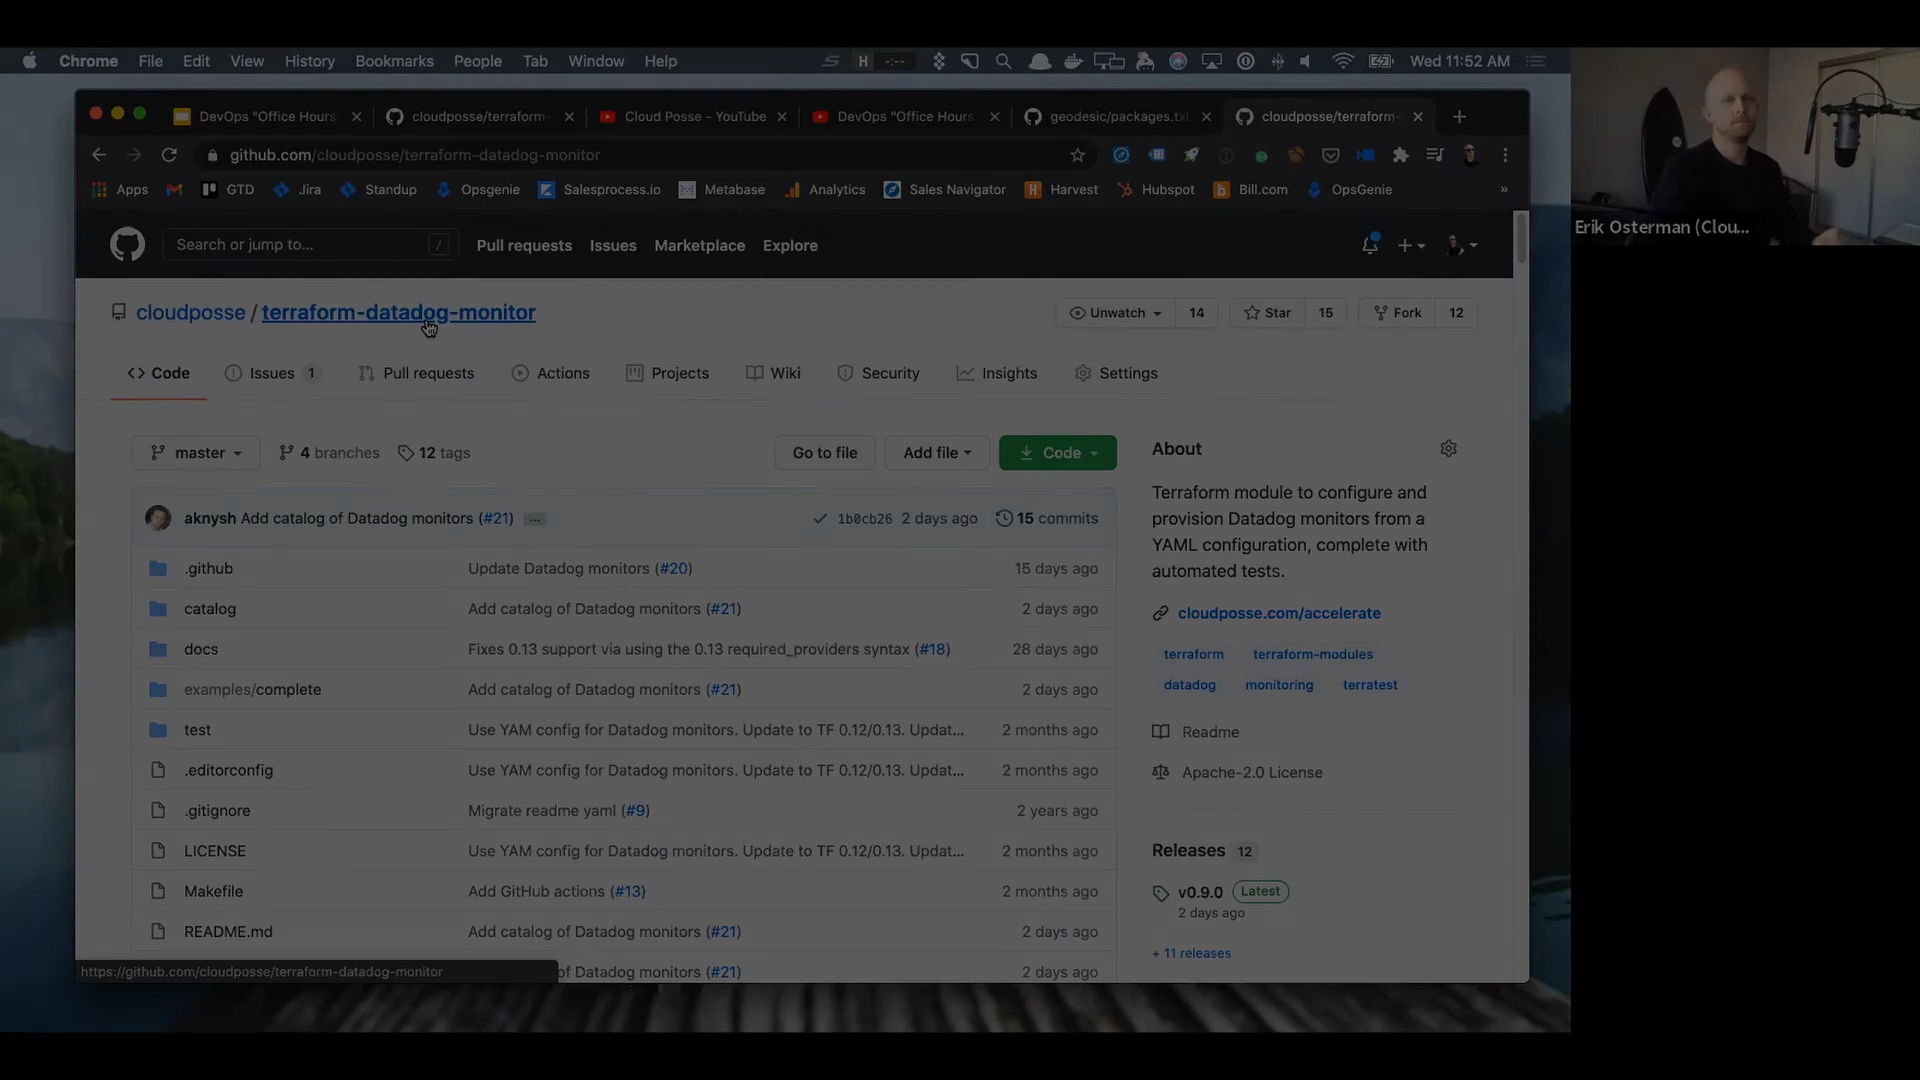 Chrome File Edit View History Bookmarks People Tab Window Help
H -:-- Wed 11:52 AM
DevOps "Office Hours"
cloudposse/terraform-
Cloud Posse - YouTube
DevOps "Office Hours
geodesic/packages.txt
cloudposse/terraform-
github.com/cloudposse/terraform-datadog-monitor
Apps GTD Jira Standup Opsgenie Salesprocess.io Metabase Analytics Sales Navigator Harvest Hubspot Bill.com OpsGenie »
Erik Osterman (Clou...
Search or jump to... / Pull requests Issues Marketplace Explore
cloudposse / terraform-datadog-monitor
Unwatch 14 Star 15 Fork 12
<> Code Issues 1 Pull requests Actions Projects Wiki Security Insights Settings
master 4 branches 12 tags Go to file Add file Code
aknysh Add catalog of Datadog monitors (#21) ... 1b0cb26 2 days ago 15 commits
.github Update Datadog monitors (#20) 15 days ago
catalog Add catalog of Datadog monitors (#21) 2 days ago
docs Fixes 0.13 support via using the 0.13 required_providers syntax (#18) 28 days ago
examples/complete Add catalog of Datadog monitors (#21) 2 days ago
test Use YAM config for Datadog monitors. Update to TF 0.12/0.13. Updat... 2 months ago
.editorconfig Use YAM config for Datadog monitors. Update to TF 0.12/0.13. Updat... 2 months ago
.gitignore Migrate readme yaml (#9) 2 years ago
LICENSE Use YAM config for Datadog monitors. Update to TF 0.12/0.13. Updat... 2 months ago
Makefile Add GitHub actions (#13) 2 months ago
README.md Add catalog of Datadog monitors (#21) 2 days ago
of Datadog monitors (#21) 2 days ago
About
Terraform module to configure and
provision Datadog monitors from a
YAML configuration, complete with
automated tests.
cloudposse.com/accelerate
terraform terraform-modules
datadog monitoring terratest
Readme
Apache-2.0 License
Releases 12
v0.9.0 Latest
2 days ago
+ 11 releases
https://github.com/cloudposse/terraform-datadog-monitor